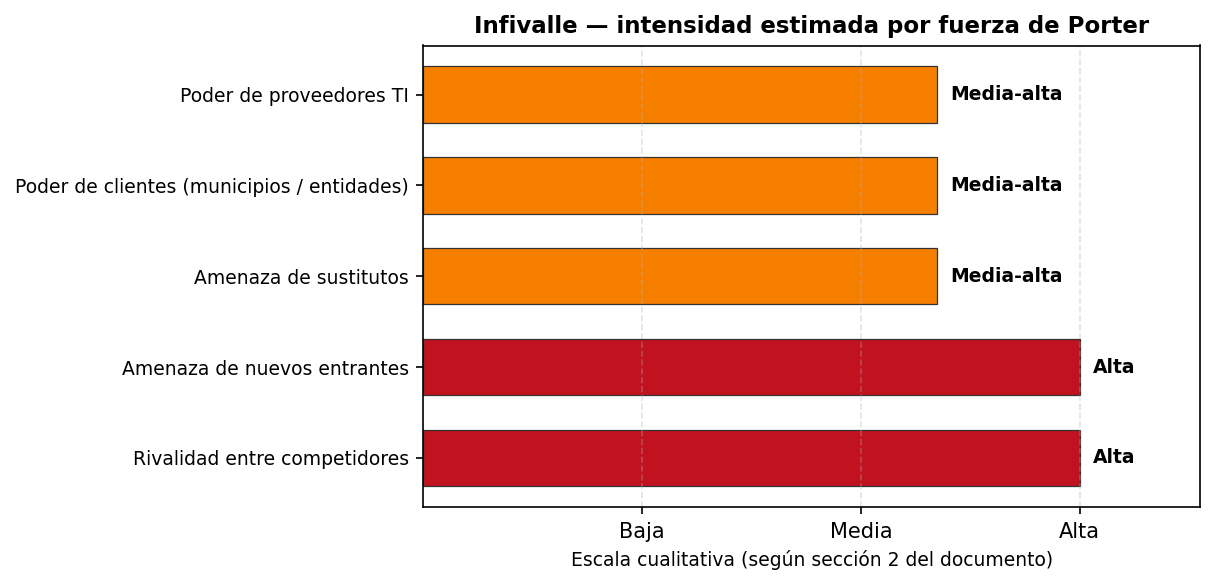 Infivalle — intensidad estimada por fuerza de Porter
Poder de proveedores TI
Media-alta
Poder de clientes (municipios / entidades)
Media-alta
Amenaza de sustitutos
Media-alta
Amenaza de nuevos entrantes
Alta
Rivalidad entre competidores
Alta
Baja
Media
Alta
Escala cualitativa (según sección 2 del documento)